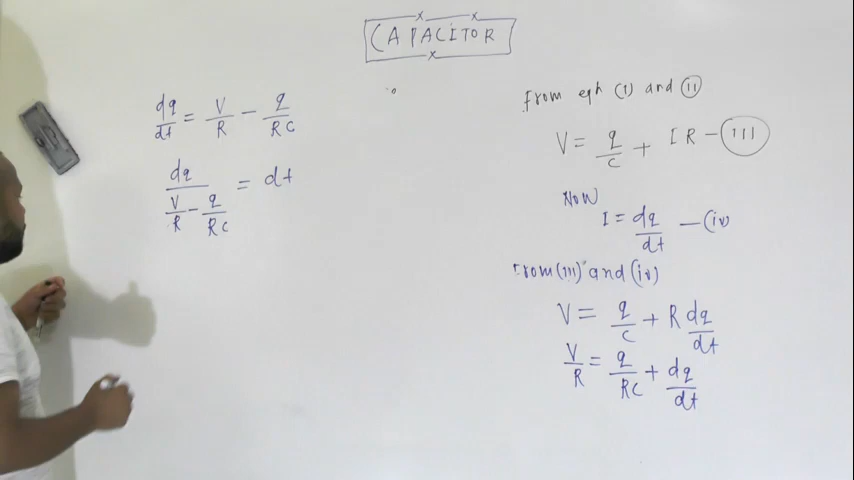 CAPACITOR
dq/dt = V/R - q/RC
dq/(V/R - q/RC) = dt
From eqn (I) and (II)
V = q/C + IR - (III)
Now
I = dq/dt - (iv)
From (III) and (iv)
V = q/C + R dq/dt
V/R = q/RC + dq/dt